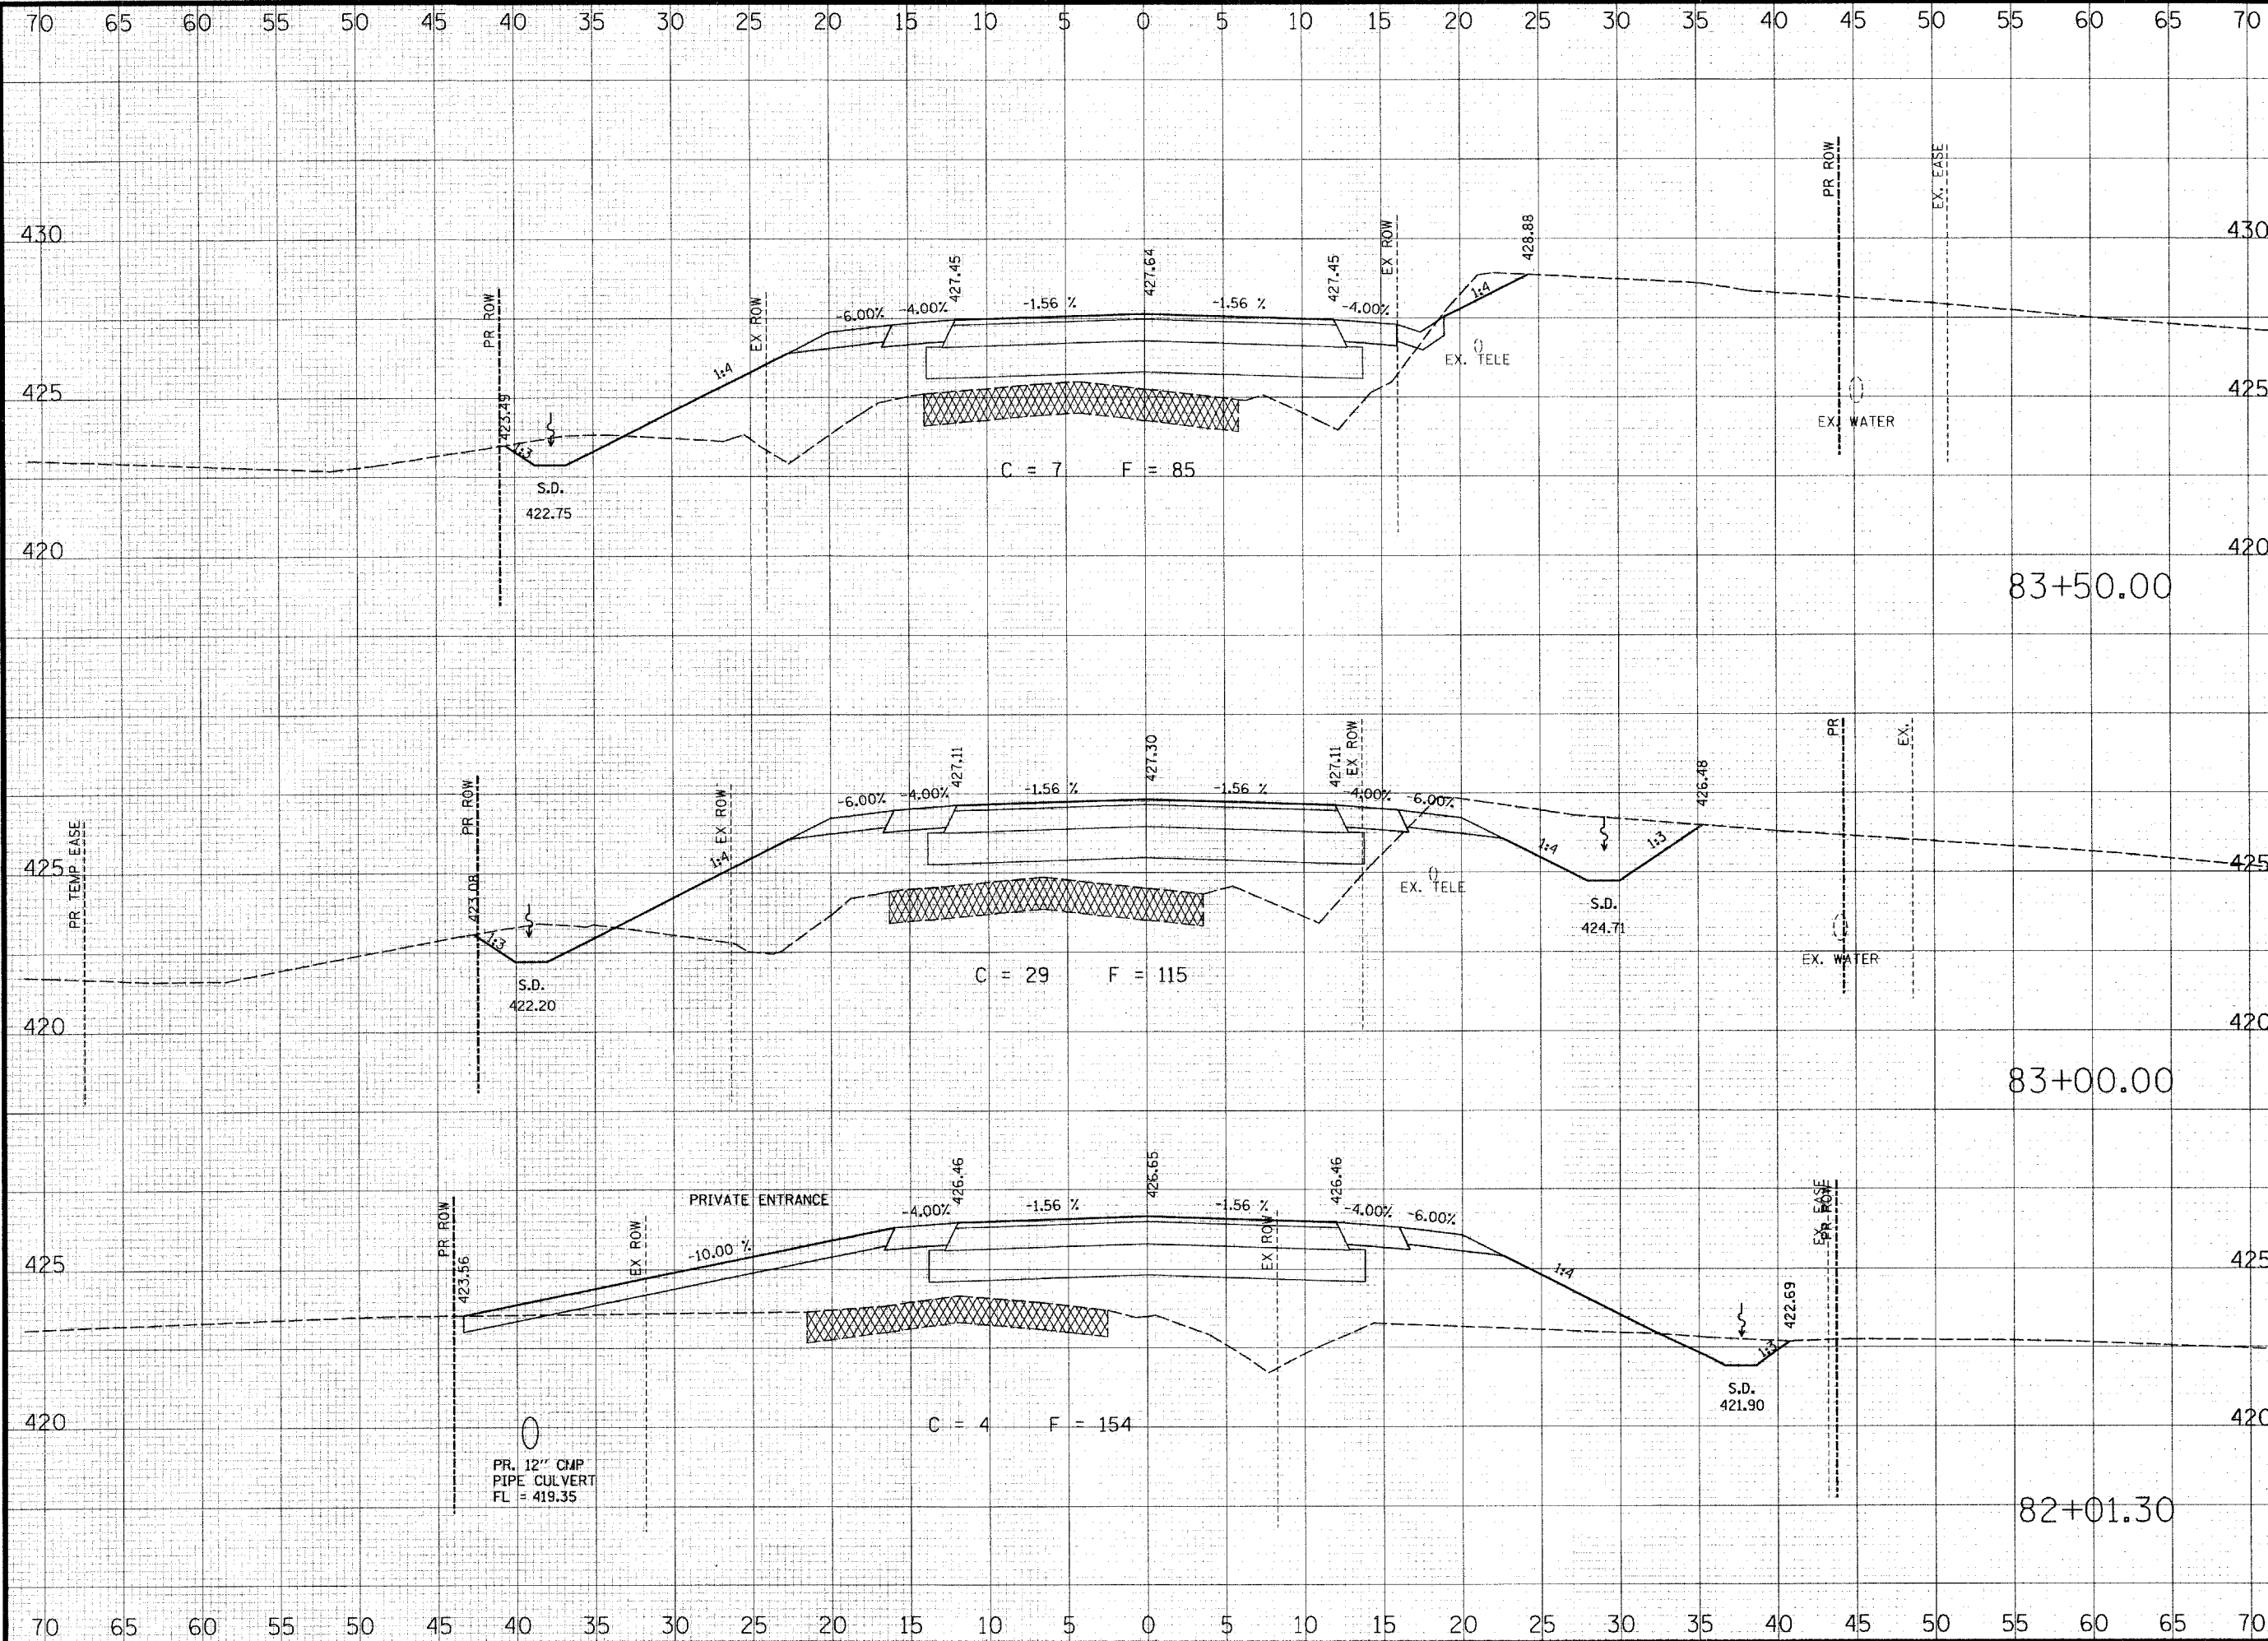 70 65 60 55 50 45 40 35 30 25 20 15 10 5 0 5 10 15 20 25 30 35 40 45 50 55 60 65 70
PR ROW
EX. EASE
430
430
EX ROW
428.88
427.45
427.64
427.45
PR ROW
EX ROW
-6.00%
-4.00%
-1.56 %
-1.56 %
-4.00%
1:4
EX. TELE
1:4
425
425
423.49
EX. WATER
1:3
C = 7 F = 85
S.D.
422.75
420
420
83+50.00
PR
EX.
427.11
427.30
427.11
EX ROW
426.48
PR ROW
EX ROW
-6.00%
-4.00%
-1.56 %
-1.56 %
-4.00%
-6.00%
PR TEMP EASE
1:4
1:4
1:3
425
425
EX. TELE
423.08
1:3
S.D.
424.71
EX. WATER
C = 29 F = 115
S.D.
422.20
420
420
83+00.00
426.46
426.65
426.46
EX. EASE
PR ROW
PRIVATE ENTRANCE
PR ROW
EX ROW
-4.00%
-1.56 %
-1.56 %
EX ROW
-4.00%
-6.00%
-10.00 %
425
425
423.56
1:4
422.69
1:3
S.D.
421.90
420
420
C = 4 F = 154
PR. 12" CMP
PIPE CULVERT
FL = 419.35
82+01.30
70 65 60 55 50 45 40 35 30 25 20 15 10 5 0 5 10 15 20 25 30 35 40 45 50 55 60 65 70